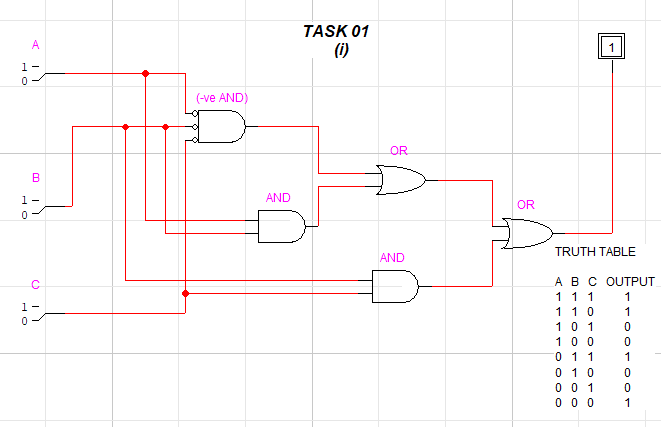 TASK 01
(i)
1
A
1
0
(-ve AND)
OR
B
1
0
AND
OR
AND
C
1
0
TRUTH TABLE
A B C OUTPUT
1 1 1 1
1 1 0 1
1 0 1 0
1 0 0 0
0 1 1 1
0 1 0 0
0 0 1 0
0 0 0 1